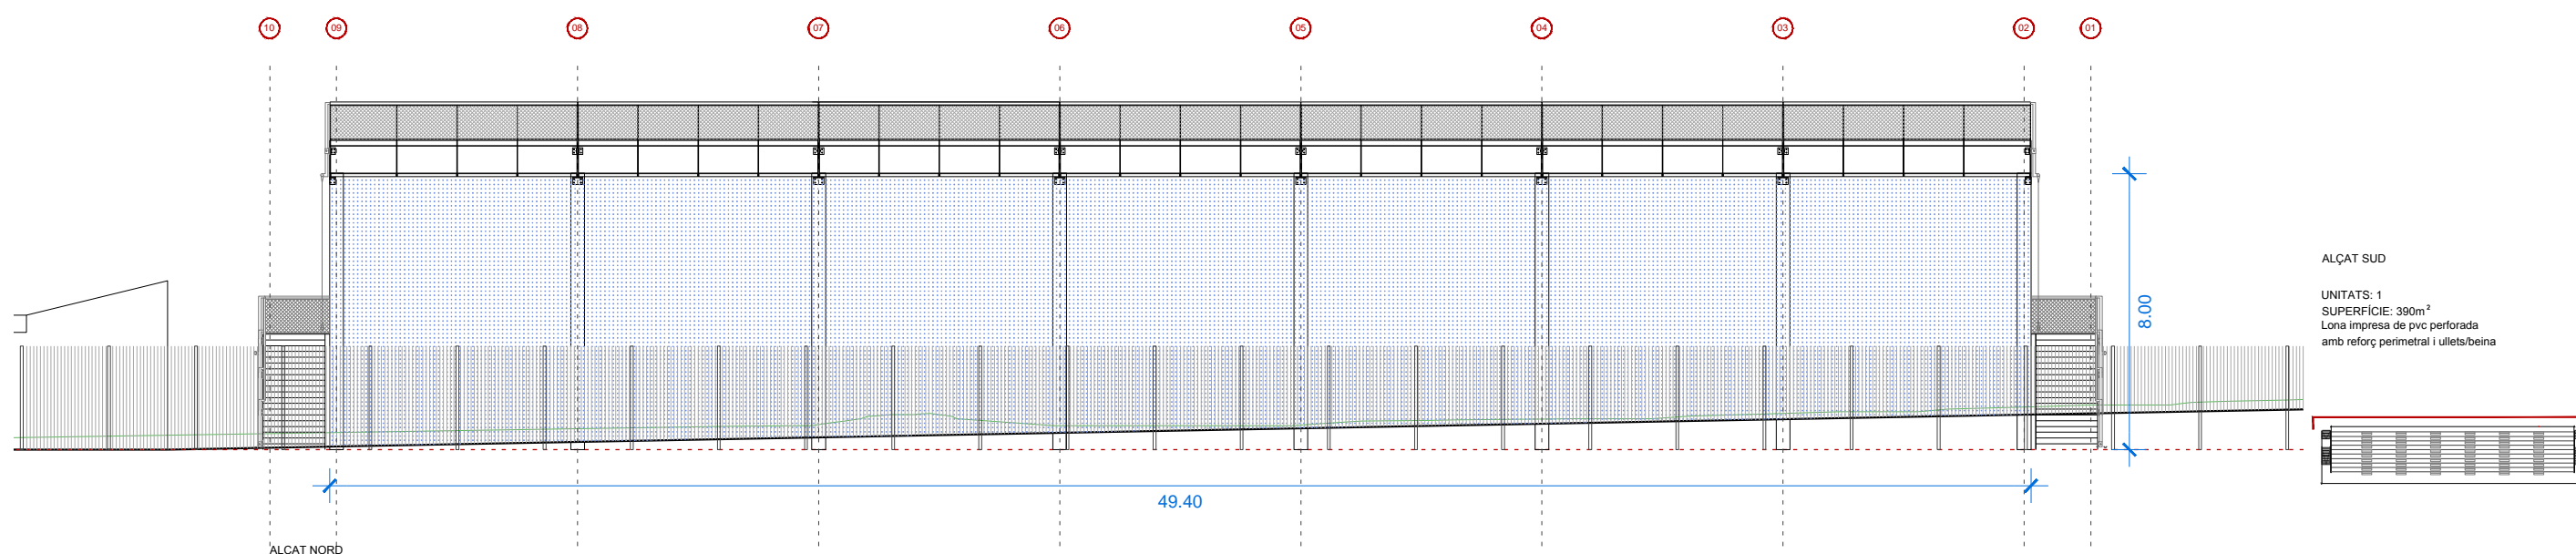 10 09 08 07 06 05 04 03 02 01
8.00
ALÇAT SUD
UNITATS: 1
SUPERFÍCIE: 390m²
Lona impresa de pvc perforada
amb reforç perimetral i ullets/beina
49.40
ALÇAT NORD